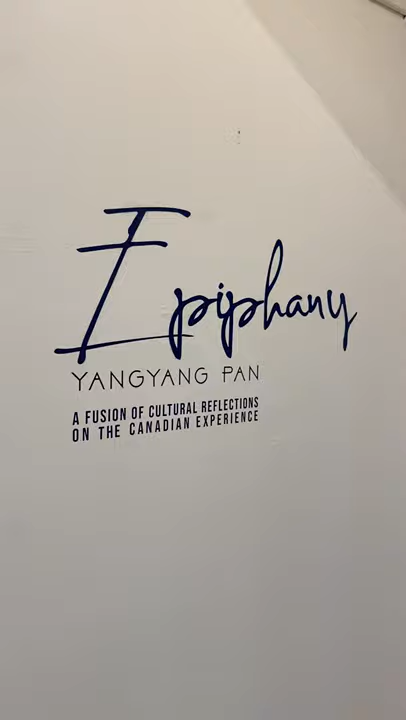 Epiphany
YANGYANG PAN
A FUSION OF CULTURAL REFLECTIONS
ON THE CANADIAN EXPERIENCE